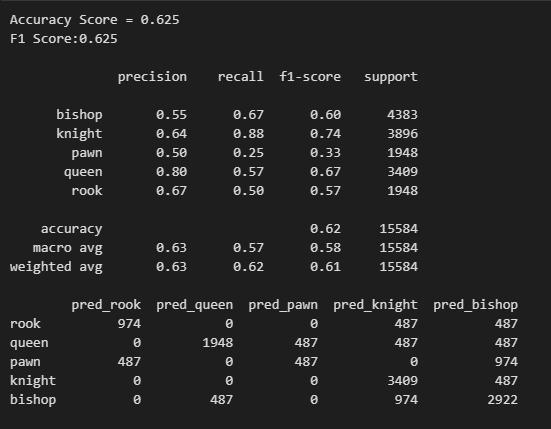 Accuracy Score = 0.625
F1 Score:0.625
precision recall f1-score support
bishop 0.55 0.67 0.60 4383
knight 0.64 0.88 0.74 3896
pawn 0.50 0.25 0.33 1948
queen 0.80 0.57 0.67 3409
rook 0.67 0.50 0.57 1948
accuracy 0.62 15584
macro avg 0.63 0.57 0.58 15584
weighted avg 0.63 0.62 0.61 15584
pred_rook pred_queen pred_pawn pred_knight pred_bishop
rook 974 0 0 487 487
queen 0 1948 487 487 487
pawn 487 0 487 0 974
knight 0 0 0 3409 487
bishop 0 487 0 974 2922